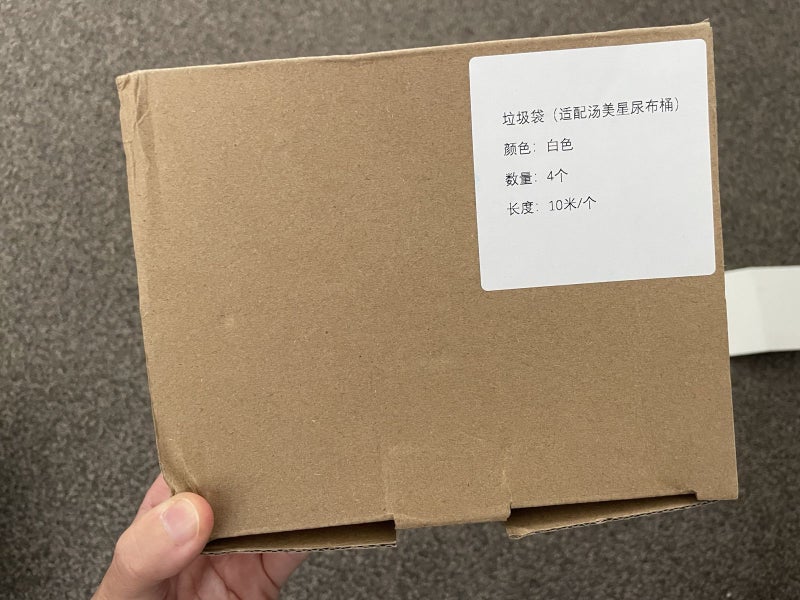 垃圾袋（适配汤美星尿布桶）
颜色：白色
数量：4个
长度：10米/个